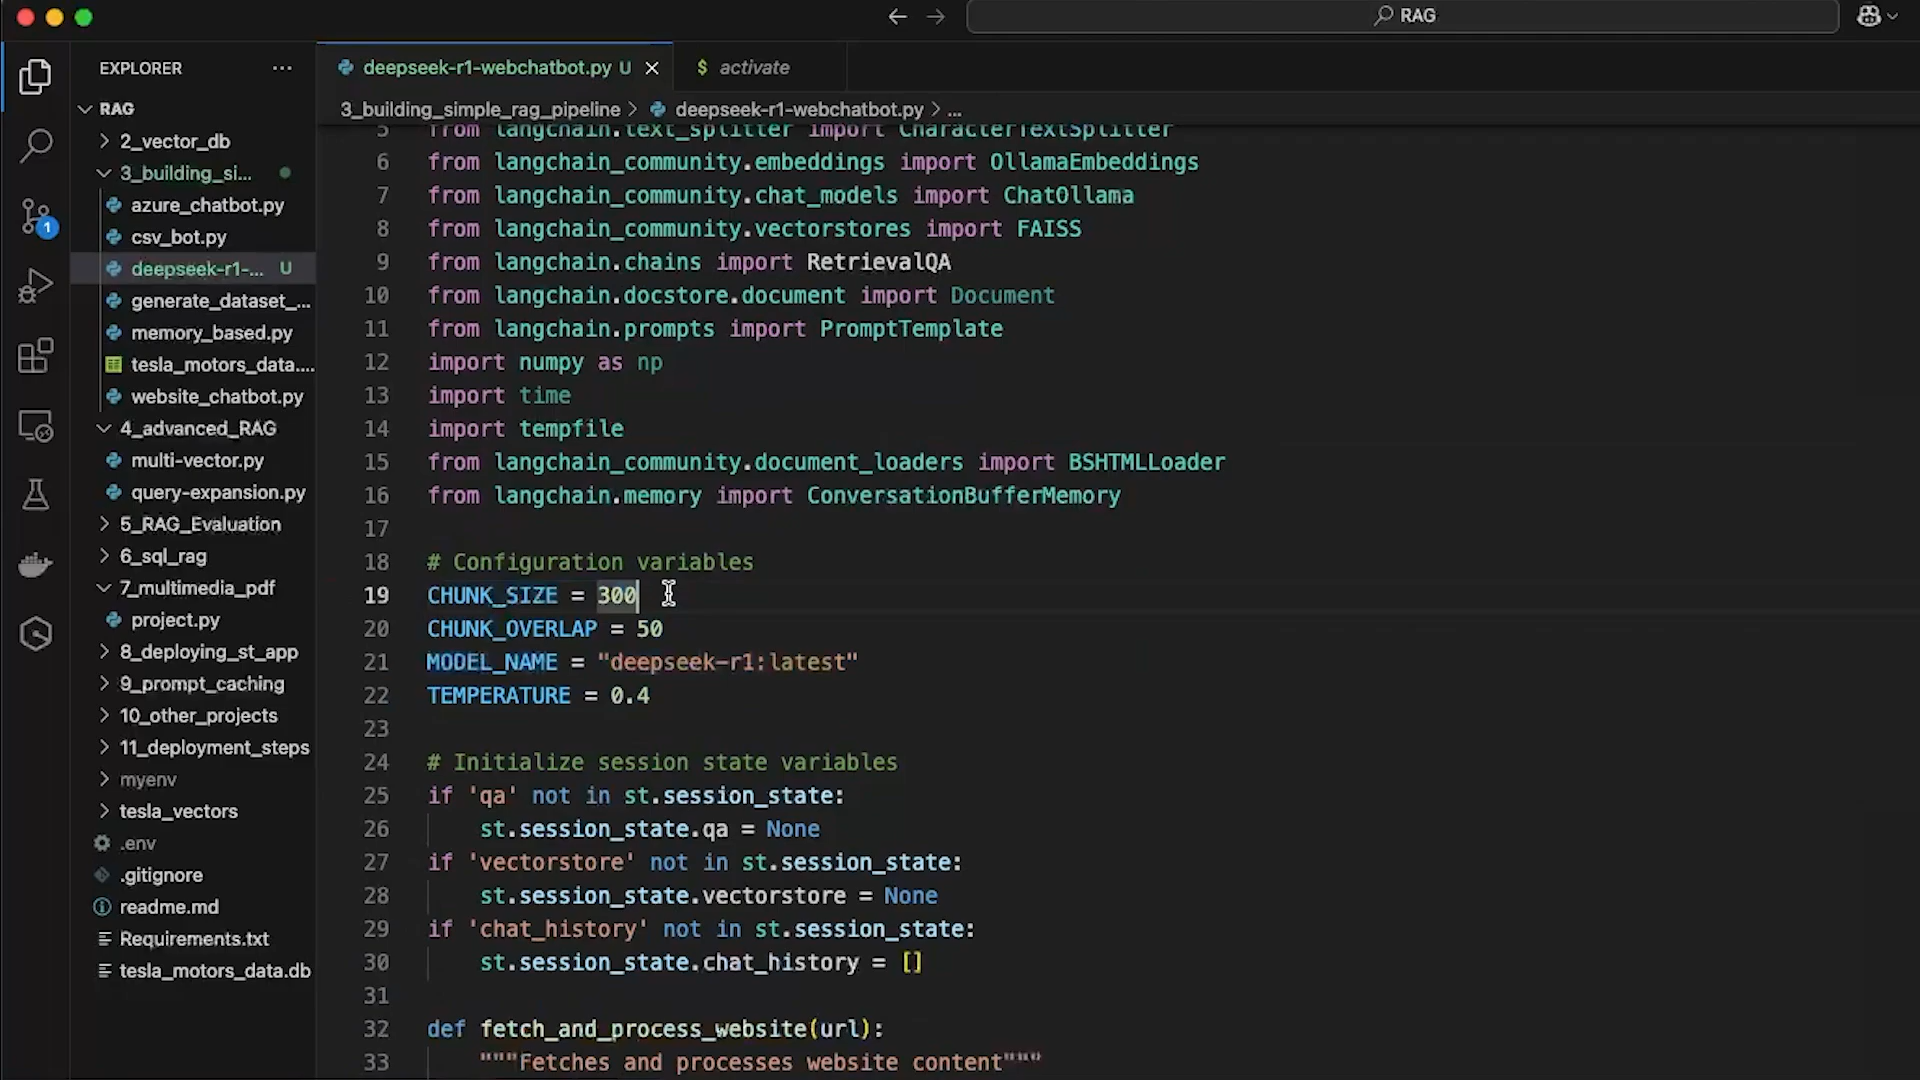 RAG
EXPLORER
RAG
2_vector_db
3_building_si...
azure_chatbot.py
csv_bot.py
deepseek-r1-... U
generate_dataset_...
memory_based.py
tesla_motors_data....
website_chatbot.py
4_advanced_RAG
multi-vector.py
query-expansion.py
5_RAG_Evaluation
6_sql_rag
7_multimedia_pdf
project.py
8_deploying_st_app
9_prompt_caching
10_other_projects
11_deployment_steps
myenv
tesla_vectors
.env
.gitignore
readme.md
Requirements.txt
tesla_motors_data.db
1
deepseek-r1-webchatbot.py U
$ activate
3_building_simple_rag_pipeline > deepseek-r1-webchatbot.py > ...
5 from langchain.text_splitter import CharacterTextSplitter
6 from langchain_community.embeddings import OllamaEmbeddings
7 from langchain_community.chat_models import ChatOllama
8 from langchain_community.vectorstores import FAISS
9 from langchain.chains import RetrievalQA
10 from langchain.docstore.document import Document
11 from langchain.prompts import PromptTemplate
12 import numpy as np
13 import time
14 import tempfile
15 from langchain_community.document_loaders import BSHTMLLoader
16 from langchain.memory import ConversationBufferMemory
17
18 # Configuration variables
19 CHUNK_SIZE = 300
20 CHUNK_OVERLAP = 50
21 MODEL_NAME = "deepseek-r1:latest"
22 TEMPERATURE = 0.4
23
24 # Initialize session state variables
25 if 'qa' not in st.session_state:
26 st.session_state.qa = None
27 if 'vectorstore' not in st.session_state:
28 st.session_state.vectorstore = None
29 if 'chat_history' not in st.session_state:
30 st.session_state.chat_history = []
31
32 def fetch_and_process_website(url):
33 """Fetches and processes website content"""